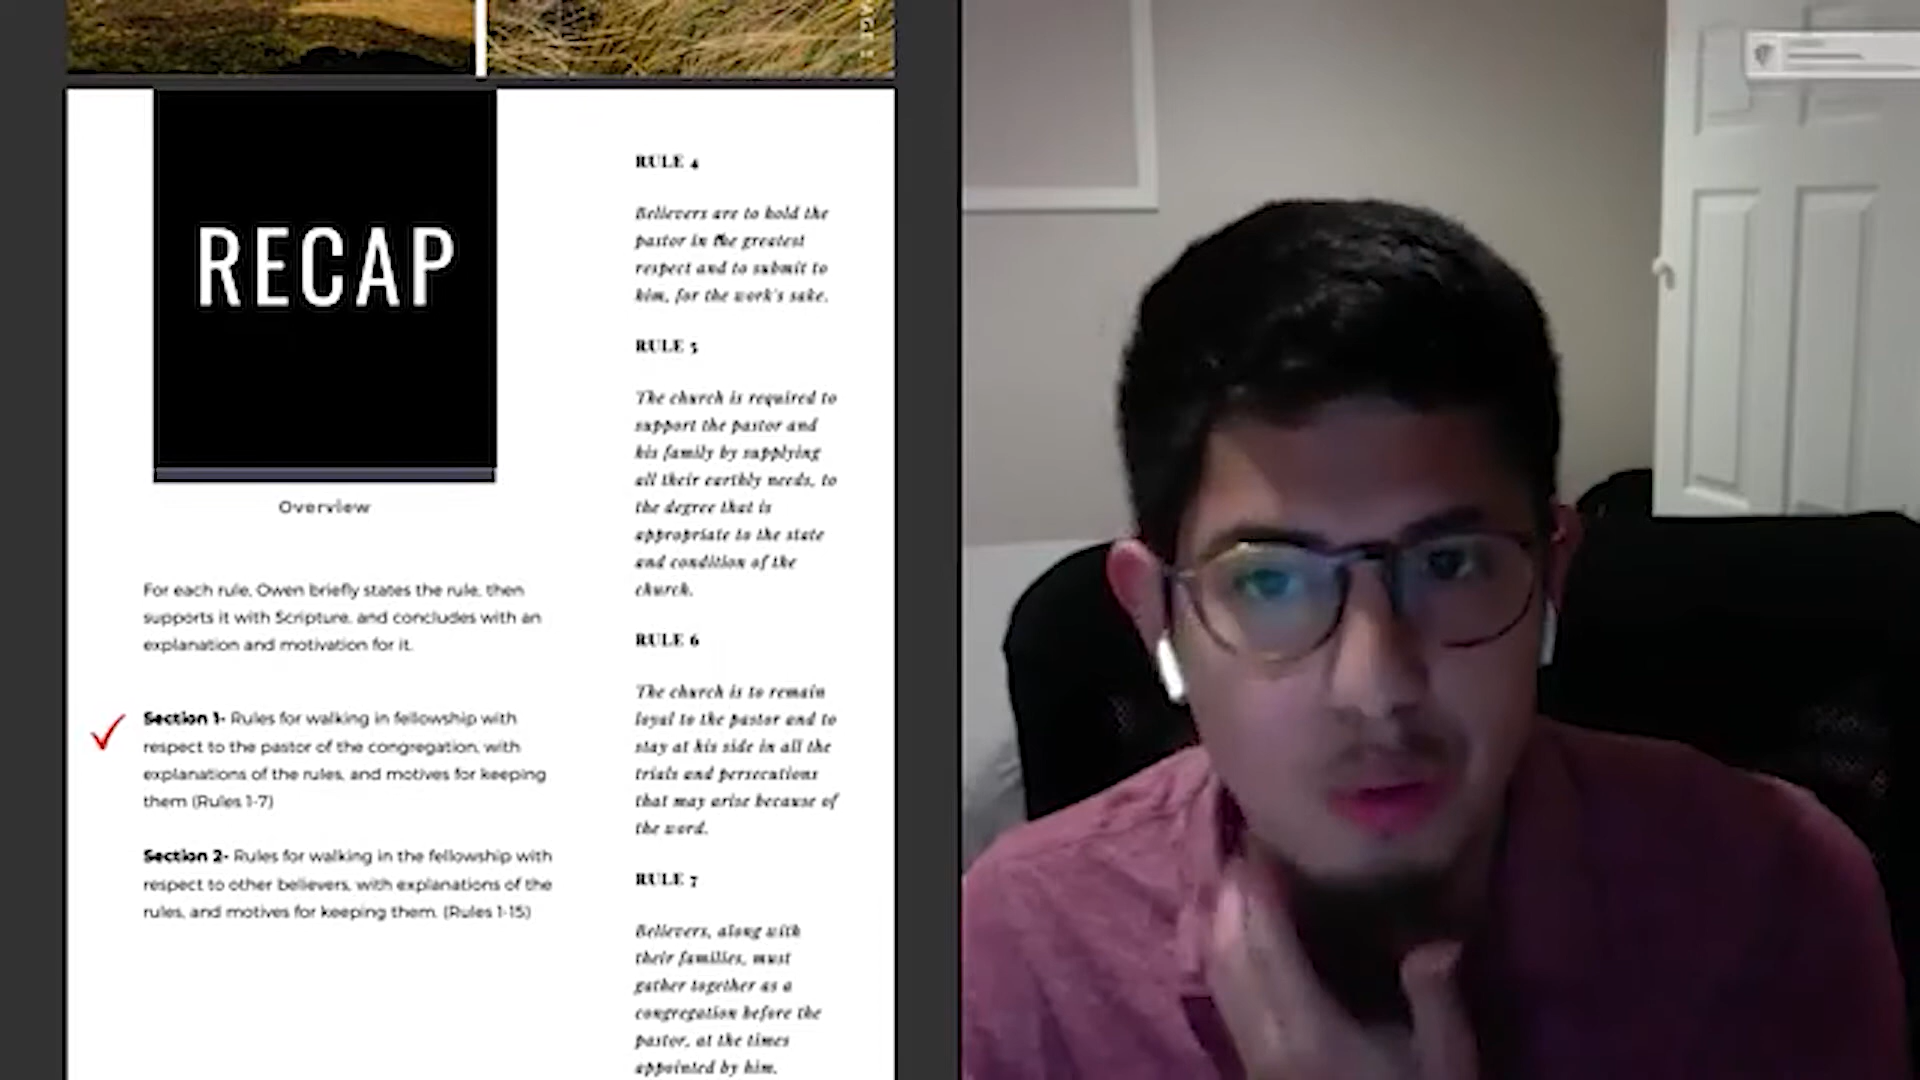 RECAP
Overview
For each rule, Owen briefly states the rule, then
supports it with Scripture, and concludes with an
explanation and motivation for it.
Section 1- Rules for walking in fellowship with
respect to the pastor of the congregation, with
explanations of the rules, and motives for keeping
them (Rules 1-7)
Section 2- Rules for walking in the fellowship with
respect to other believers, with explanations of the
rules, and motives for keeping them. (Rules 1-15)
RULE 4
Believers are to hold the
pastor in the greatest
respect and to submit to
him, for the work's sake.
RULE 5
The church is required to
support the pastor and
his family by supplying
all their earthly needs, to
the degree that is
appropriate to the state
and condition of the
church.
RULE 6
The church is to remain
loyal to the pastor and to
stay at his side in all the
trials and persecutions
that may arise because of
the word.
RULE 7
Believers, along with
their families, must
gather together as a
congregation before the
pastor, at the times
appointed by him.